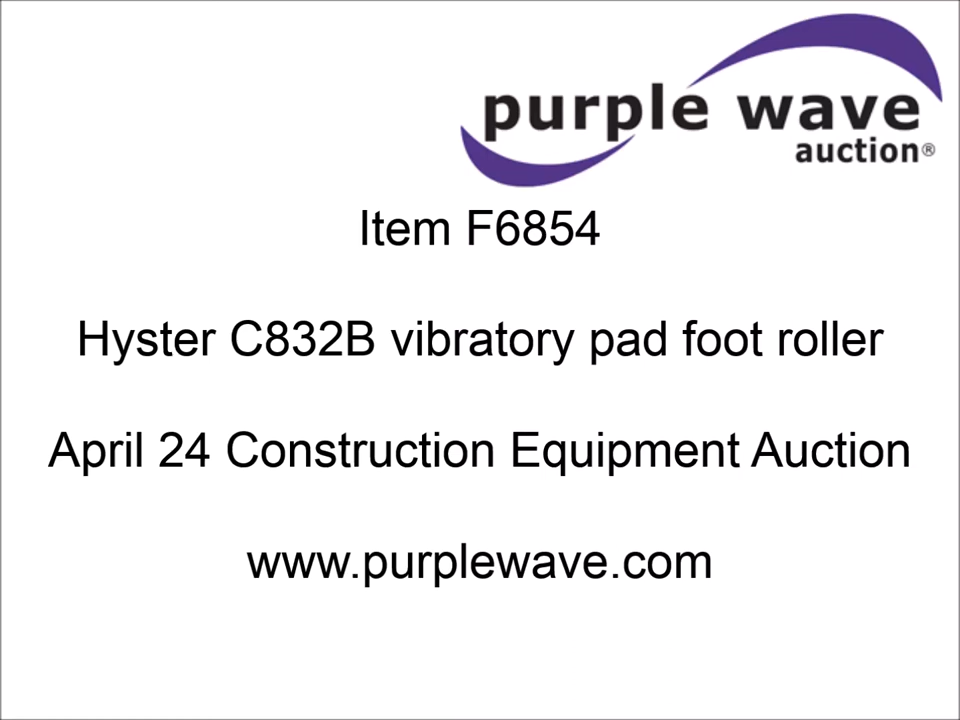 purple wave
auction®
Item F6854
Hyster C832B vibratory pad foot roller
April 24 Construction Equipment Auction
www.purplewave.com